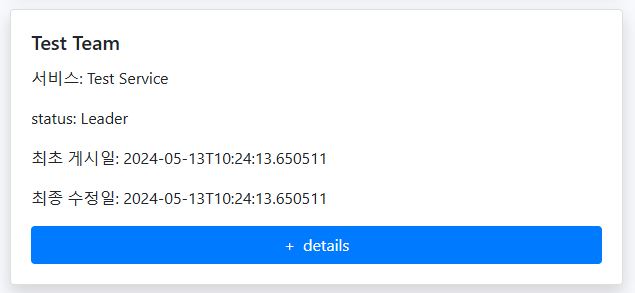 Test Team
서비스: Test Service
status: Leader
최초 게시일: 2024-05-13T10:24:13.650511
최종 수정일: 2024-05-13T10:24:13.650511
+ details